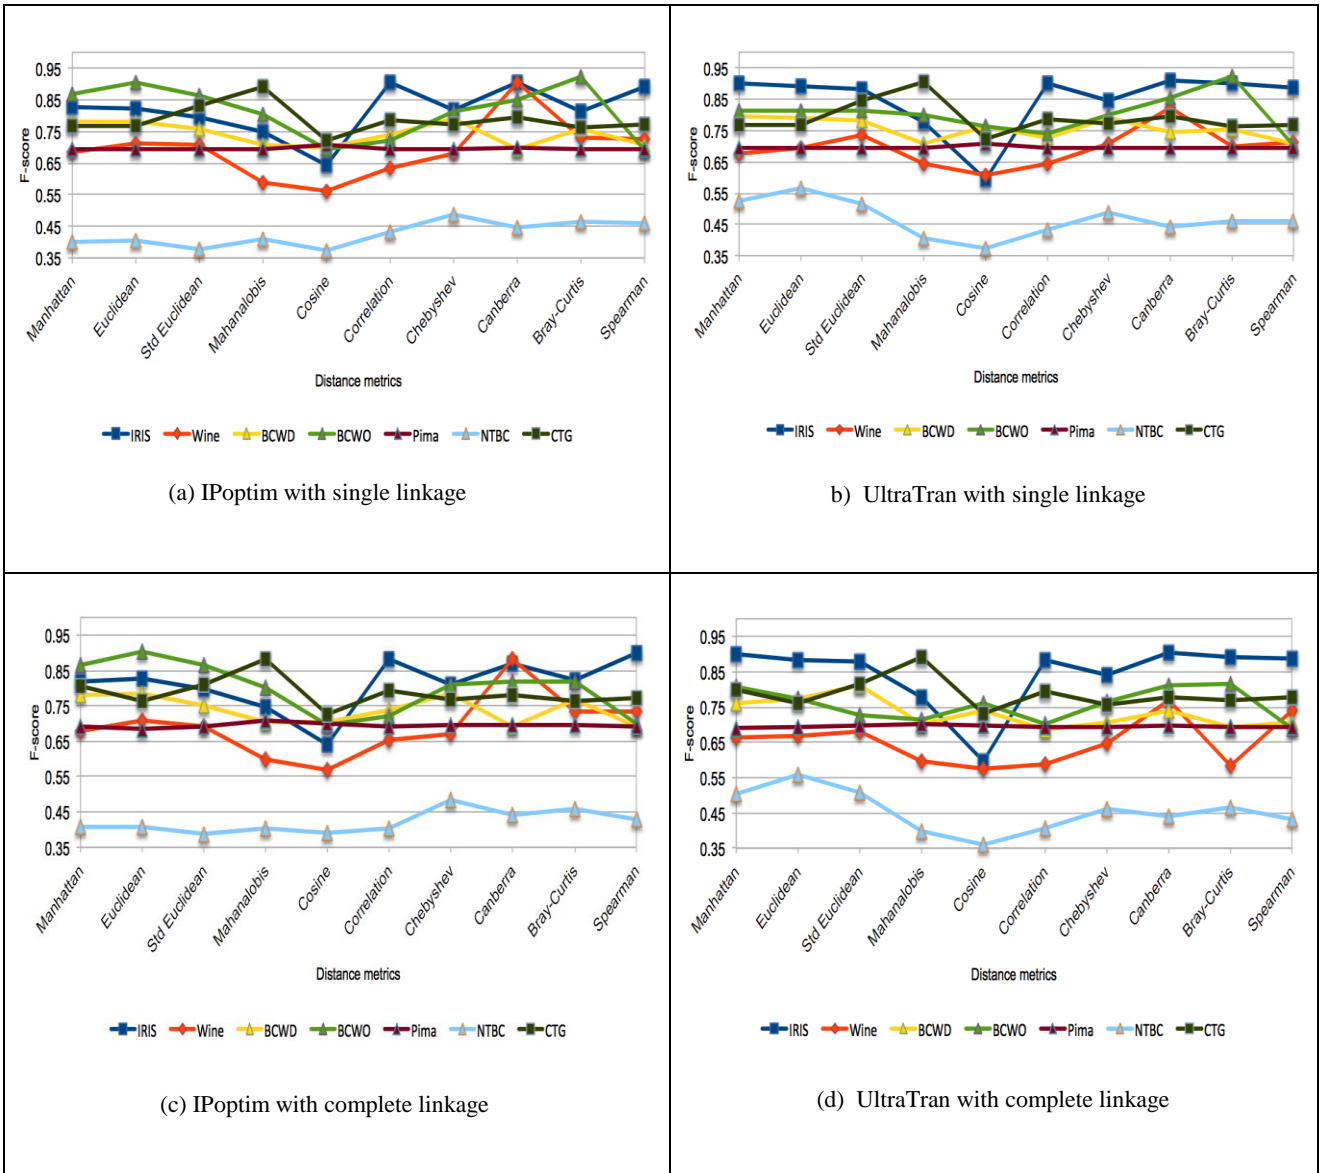 0.95
0.85
0.75
0.65
0.55
0.45
0.35
F-score
Manhattan
Euclidean
Std Euclidean
Mahanalobis
Cosine
Correlation
Chebyshev
Canberra
Bray-Curtis
Spearman
Distance metrics
IRIS Wine BCWD BCWO Pima NTBC CTG
(a) IPoptim with single linkage
0.95
0.85
0.75
0.65
0.55
0.45
0.35
F-score
Manhattan
Euclidean
Std Euclidean
Mahanalobis
Cosine
Correlation
Chebyshev
Canberra
Bray-Curtis
Spearman
Distance metrics
IRIS Wine BCWD BCWO Pima NTBC CTG
b) UltraTran with single linkage
0.95
0.85
0.75
0.65
0.55
0.45
0.35
F-score
Manhattan
Euclidean
Std Euclidean
Mahanalobis
Cosine
Correlation
Chebyshev
Canberra
Bray-Curtis
Spearman
Distance metrics
IRIS Wine BCWD BCWO Pima NTBC CTG
(c) IPoptim with complete linkage
0.95
0.85
0.75
0.65
0.55
0.45
0.35
F-score
Manhattan
Euclidean
Std Euclidean
Mahanalobis
Cosine
Correlation
Chebyshev
Canberra
Bray-Curtis
Spearman
Distance metrics
IRIS Wine BCWD BCWO Pima NTBC CTG
(d) UltraTran with complete linkage